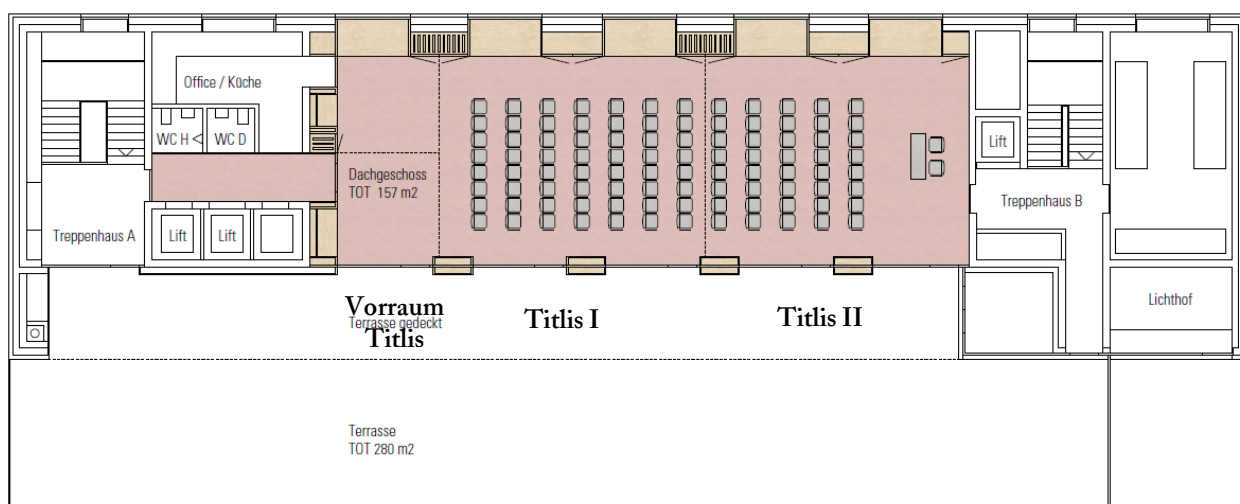 Office / Küche
WC H
WC D
Lift
Dachgeschoss
TOT 157 m2
Treppenhaus A
Lift
Lift
Treppenhaus B
Lichthof
Vorraum
Titlis
Terrasse gedeckt
Titlis I
Titlis II
Terrasse
TOT 280 m2